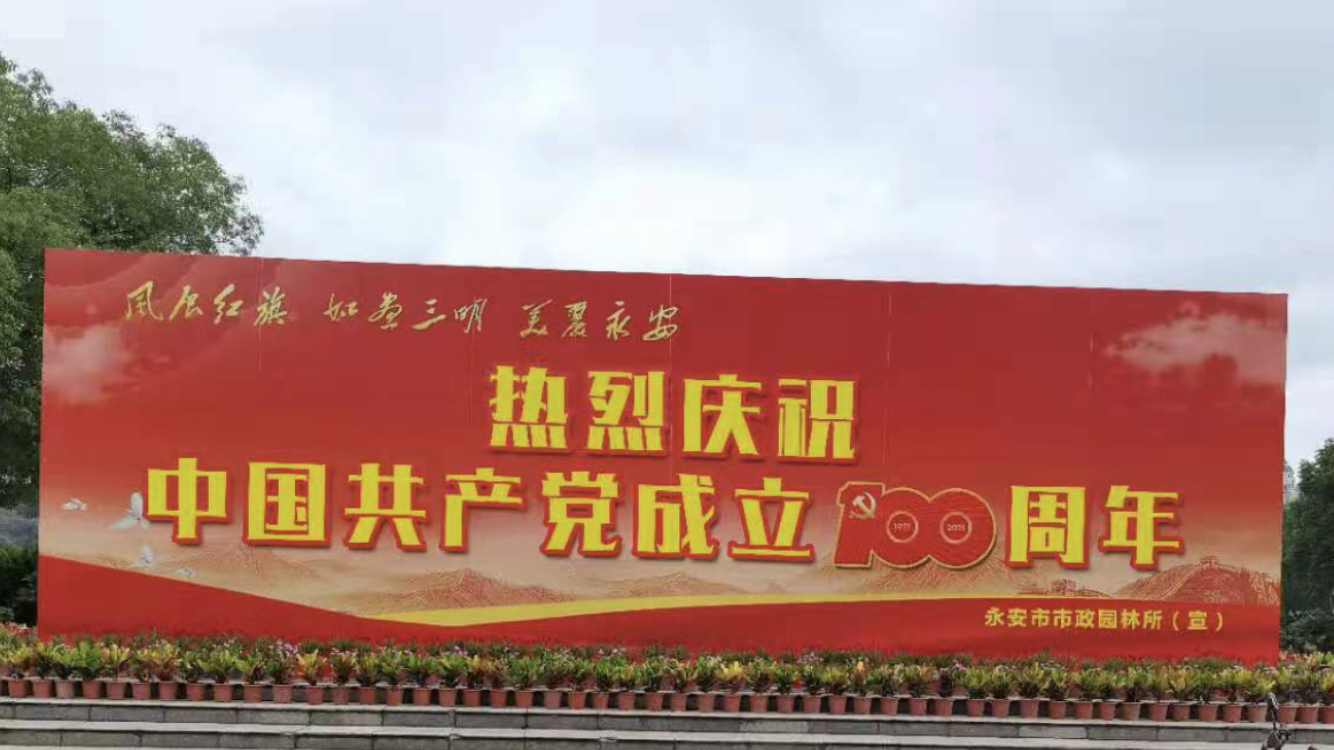 风展红旗 如画三明 美丽永安
热烈庆祝
中国共产党成立100周年
1921 2021
永安市市政园林所（宣）